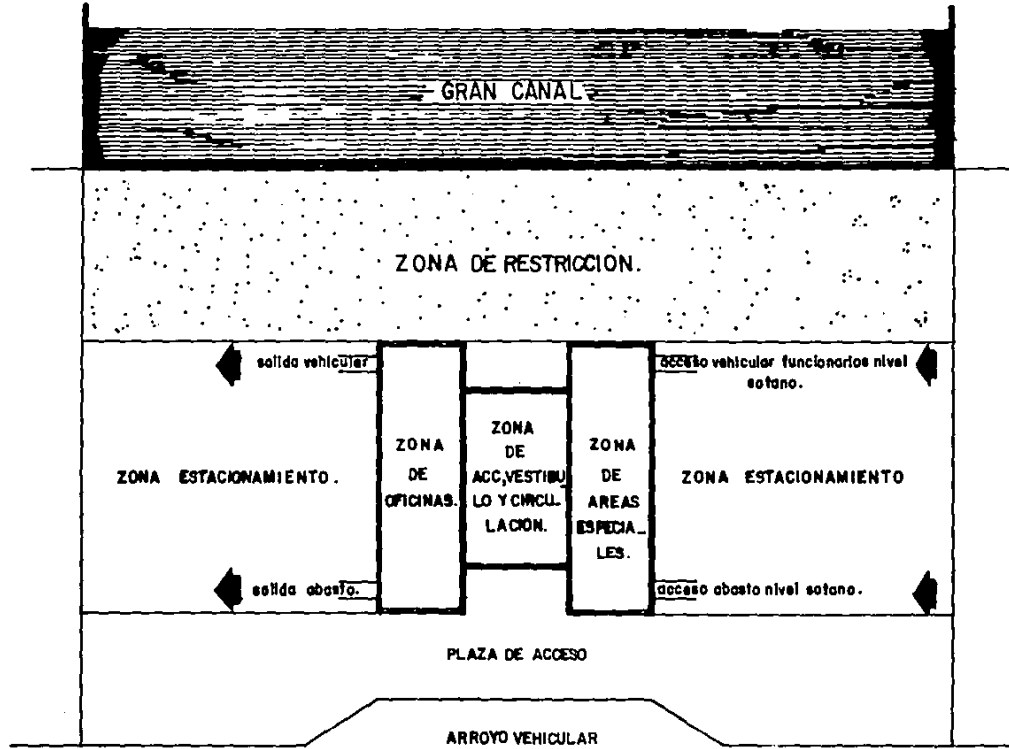 GRAN CANAL
ZONA DE RESTRICCION.
salida vehicular
acceso vehicular funcionarios nivel
sotano.
ZONA ESTACIONAMIENTO.
ZONA
DE
OFICINAS.
ZONA
DE
ACC,VESTIBU_
LO Y CIRCU_
LACION.
ZONA
DE
AREAS
ESPECIA_
LES.
ZONA ESTACIONAMIENTO
salida abasto.
acceso abasto nivel sotano.
PLAZA DE ACCESO
ARROYO VEHICULAR